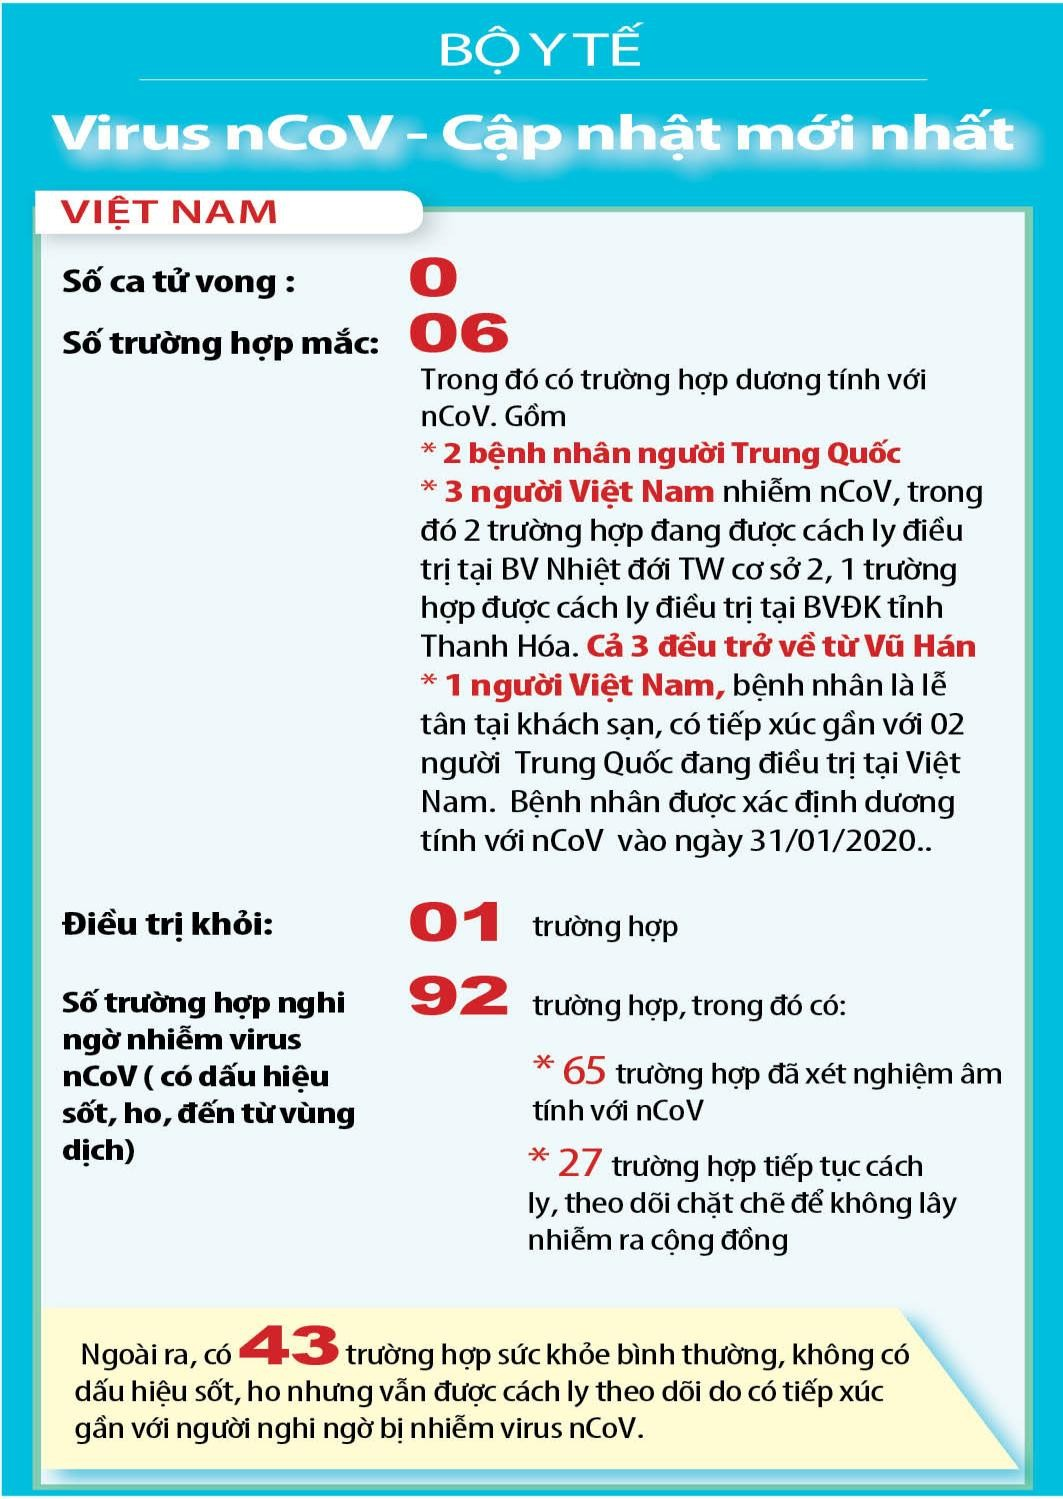 BỘ Y TẾ
Virus nCoV - Cập nhật mới nhất
VIỆT NAM
Số ca tử vong : 0
Số trường hợp mắc: 06
Trong đó có trường hợp dương tính với
nCoV. Gồm
* 2 bệnh nhân người Trung Quốc
* 3 người Việt Nam nhiễm nCoV, trong
đó 2 trường hợp đang được cách ly điều
trị tại BV Nhiệt đới TW cơ sở 2, 1 trường
hợp được cách ly điều trị tại BVĐK tỉnh
Thanh Hóa. Cả 3 đều trở về từ Vũ Hán
* 1 người Việt Nam, bệnh nhân là lễ
tân tại khách sạn, có tiếp xúc gần với 02
người Trung Quốc đang điều trị tại Việt
Nam. Bệnh nhân được xác định dương
tính với nCoV vào ngày 31/01/2020..
Điều trị khỏi: 01 trường hợp
Số trường hợp nghi
ngờ nhiễm virus
nCoV ( có dấu hiệu
sốt, ho, đến từ vùng
dịch)
92 trường hợp, trong đó có:
* 65 trường hợp đã xét nghiệm âm
tính với nCoV
* 27 trường hợp tiếp tục cách
ly, theo dõi chặt chẽ để không lây
nhiễm ra cộng đồng
Ngoài ra, có 43 trường hợp sức khỏe bình thường, không có
dấu hiệu sốt, ho nhưng vẫn được cách ly theo dõi do có tiếp xúc
gần với người nghi ngờ bị nhiễm virus nCoV.